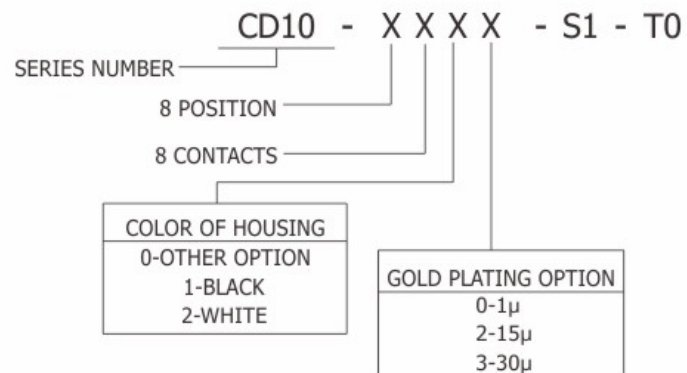 CD10 - X X X X - S1 - T0
SERIES NUMBER
8 POSITION
8 CONTACTS
COLOR OF HOUSING
0-OTHER OPTION
1-BLACK
2-WHITE
GOLD PLATING OPTION
0-1µ
2-15µ
3-30µ